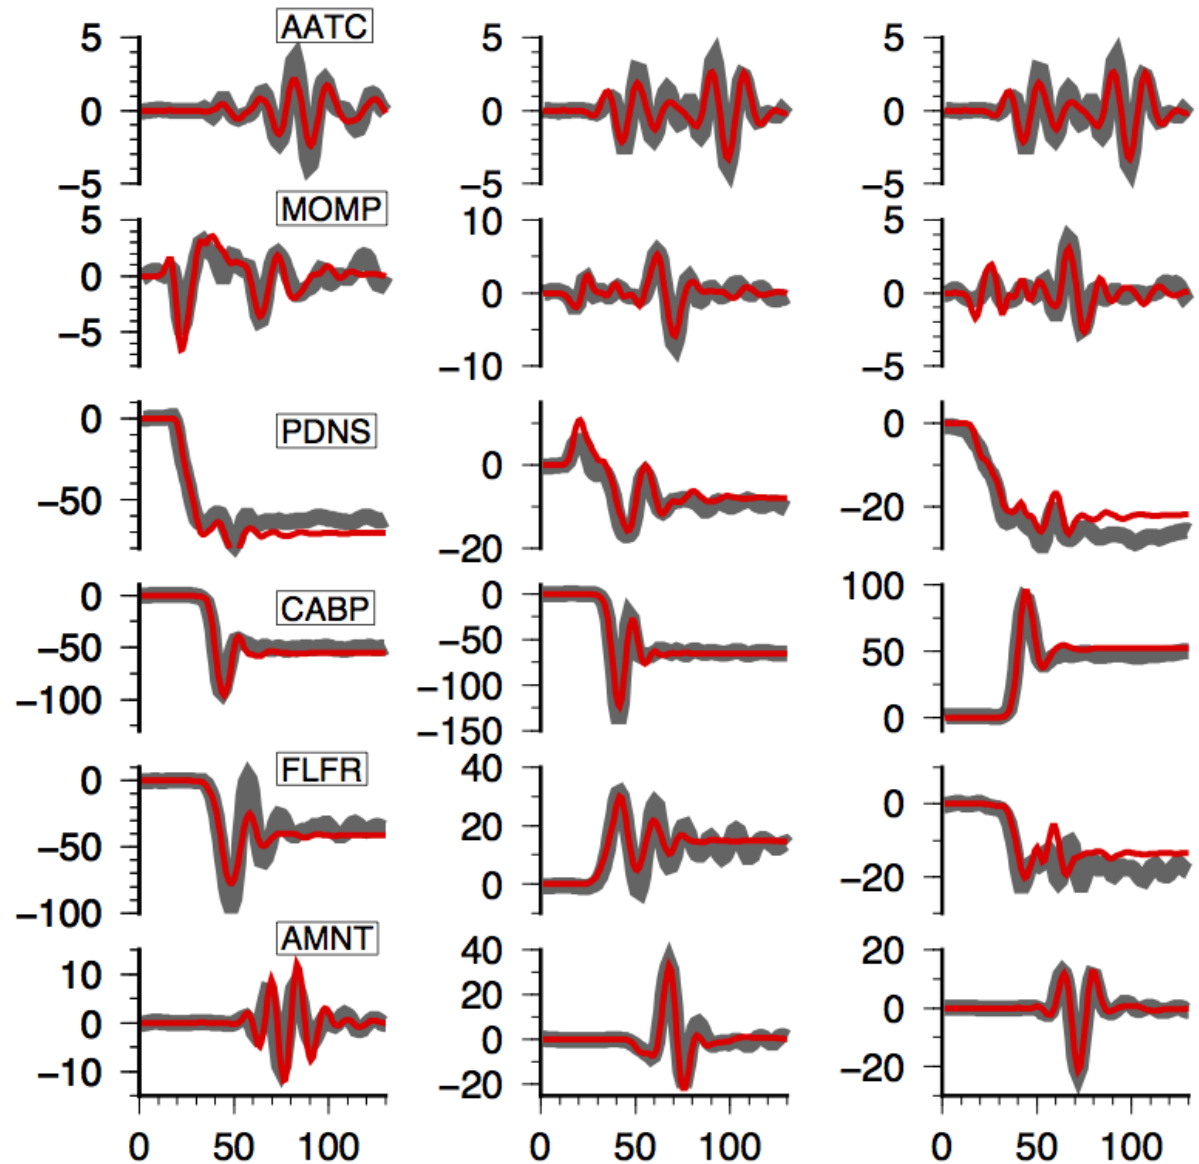 AATC
5 5 5
0 0 0
−5 −5 −5
MOMP
5 10 5
0 0 0
−5 −10 −5
PDNS
0 0 0
−50 −20 −20
CABP
0 0 100
−50 −50 50
−100 −100 0
−150
FLFR
0 40 0
−50 20 −20
−100 0
AMNT
10 40 20
0 20 0
−10 0 −20
−20
0 50 100 0 50 100 0 50 100